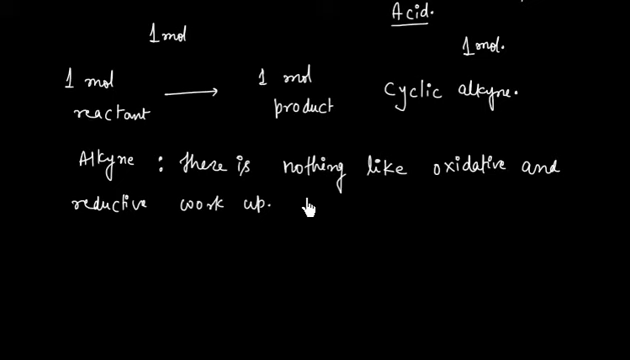 Acid.
1 mol
1 mol.
1 mol 1 mol
Cyclic alkyne.
reactant product
Alkyne : There is nothing like oxidative and
reductive work up.